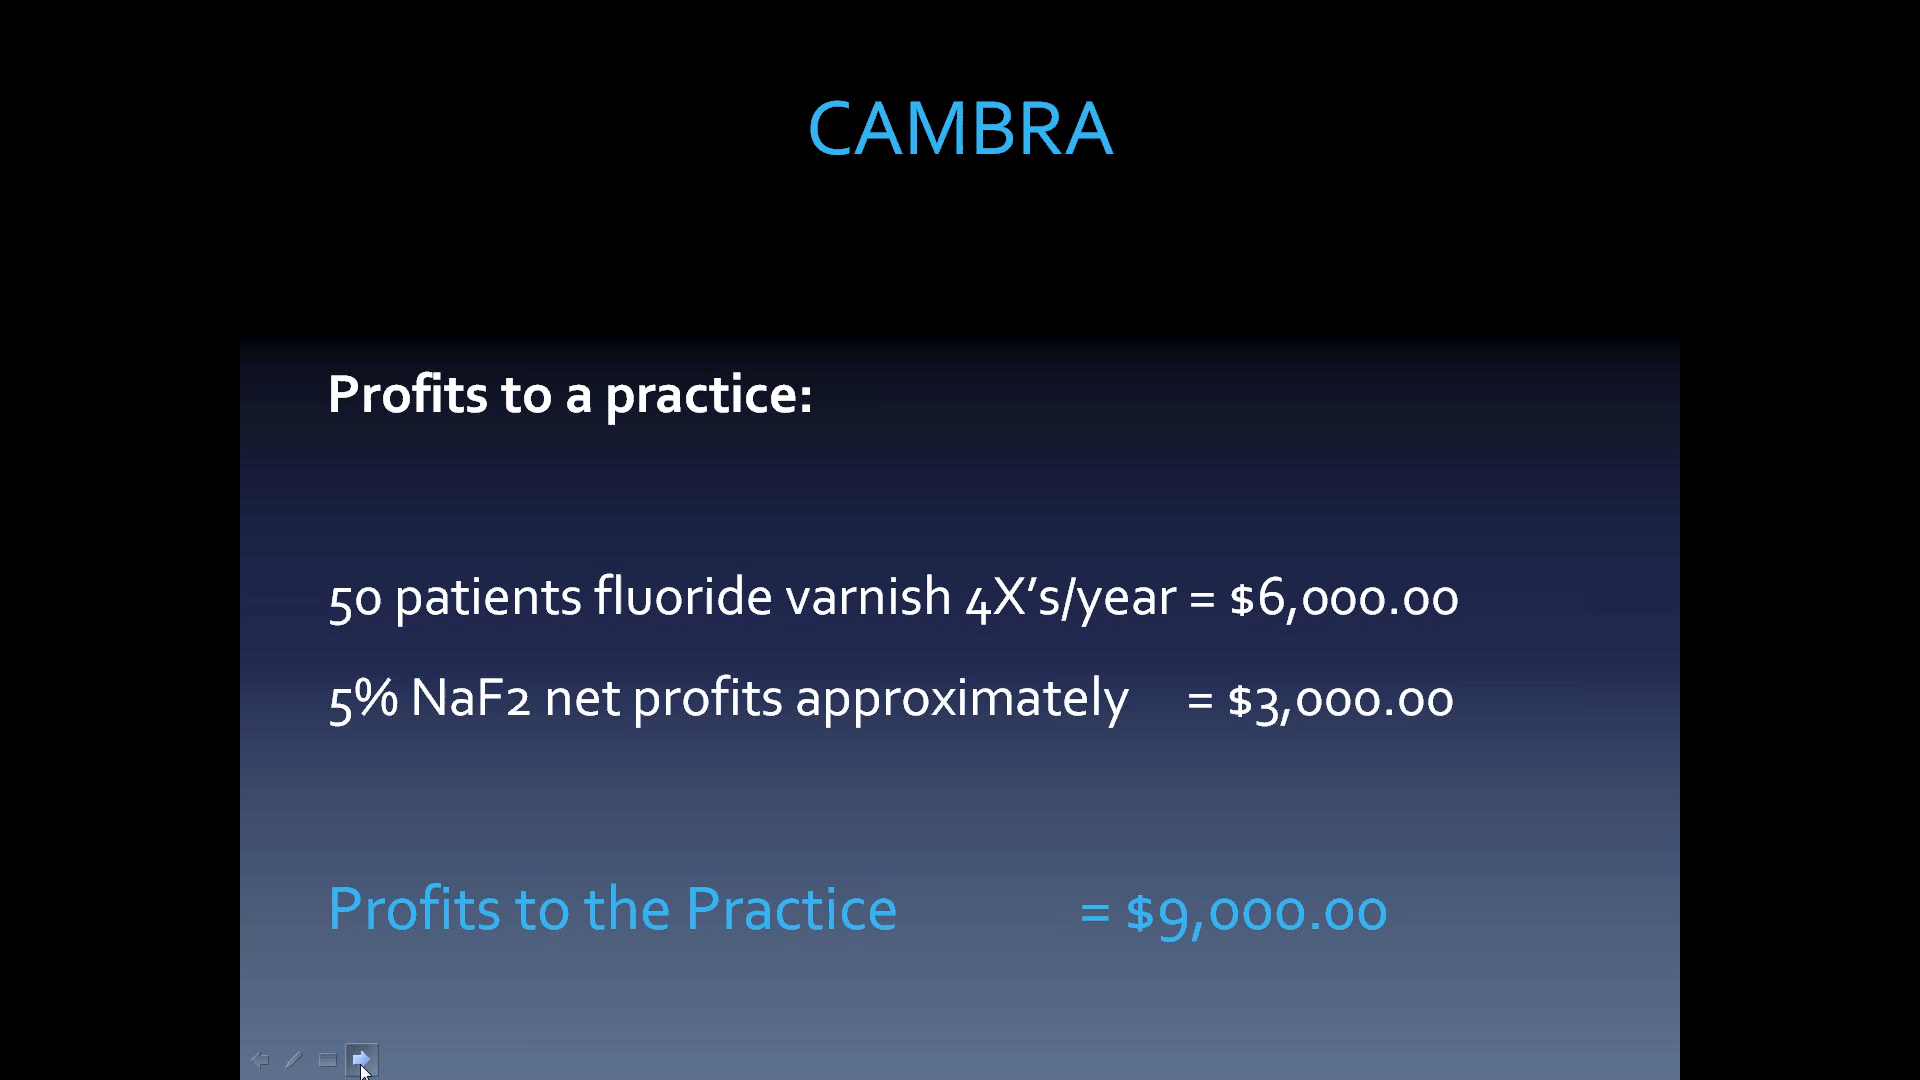 CAMBRA
Profits to a practice:
50 patients fluoride varnish 4X’s/year = $6,000.00
5% NaF2 net profits approximately = $3,000.00
Profits to the Practice = $9,000.00